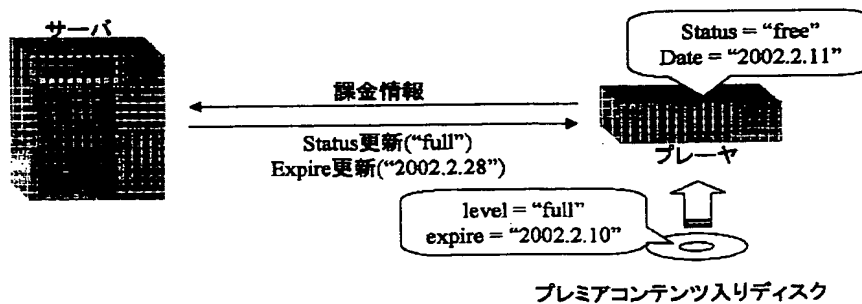 サーバ
Status = “free”
Date = “2002.2.11”
課金情報
Status更新(“full”)
Expire更新(“2002.2.28”)
プレーヤ
level = “full”
expire = “2002.2.10”
プレミアコンテンツ入りディスク